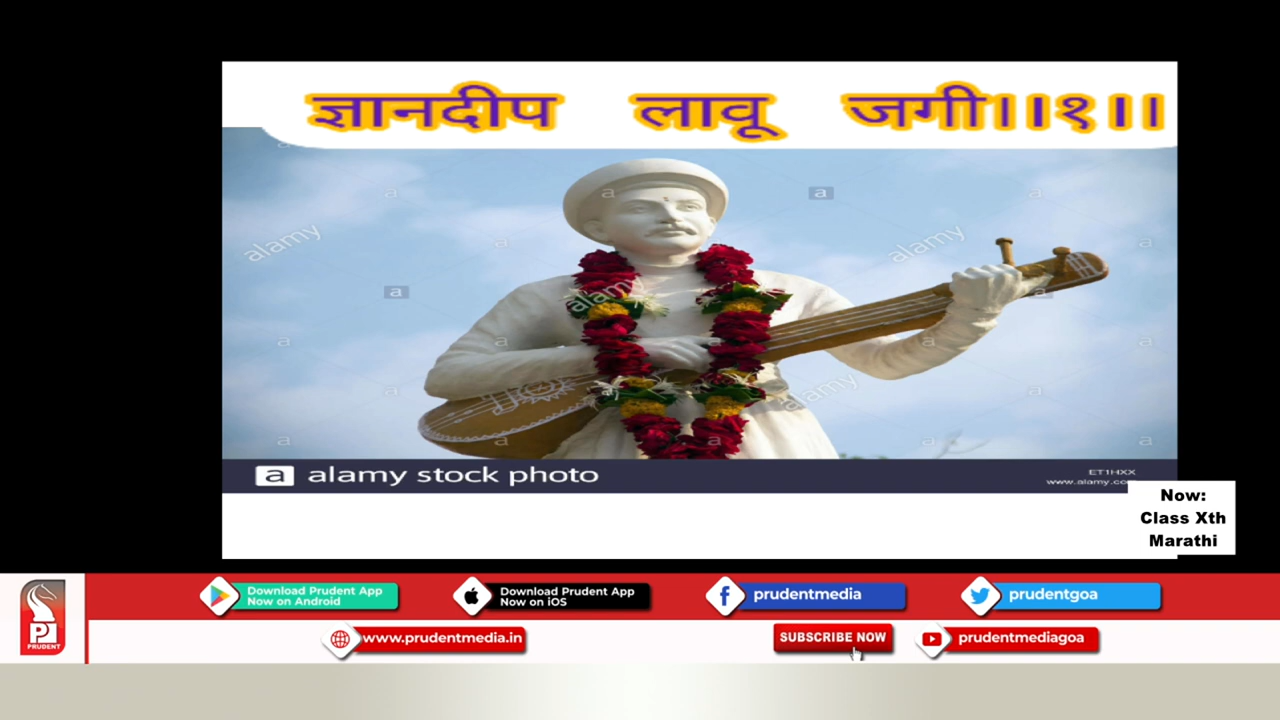 ज्ञानदीप लावू जगी।।१।।
alamy
alamy
alamy
alamy
a alamy stock photo
ET1HXX
www.alamy.com
Now:
Class Xth
Marathi
Download Prudent App
Now on Android
Download Prudent App
Now on iOS
prudentmedia
prudentgoa
PRUDENT
www.prudentmedia.in
SUBSCRIBE NOW
prudentmediagoa